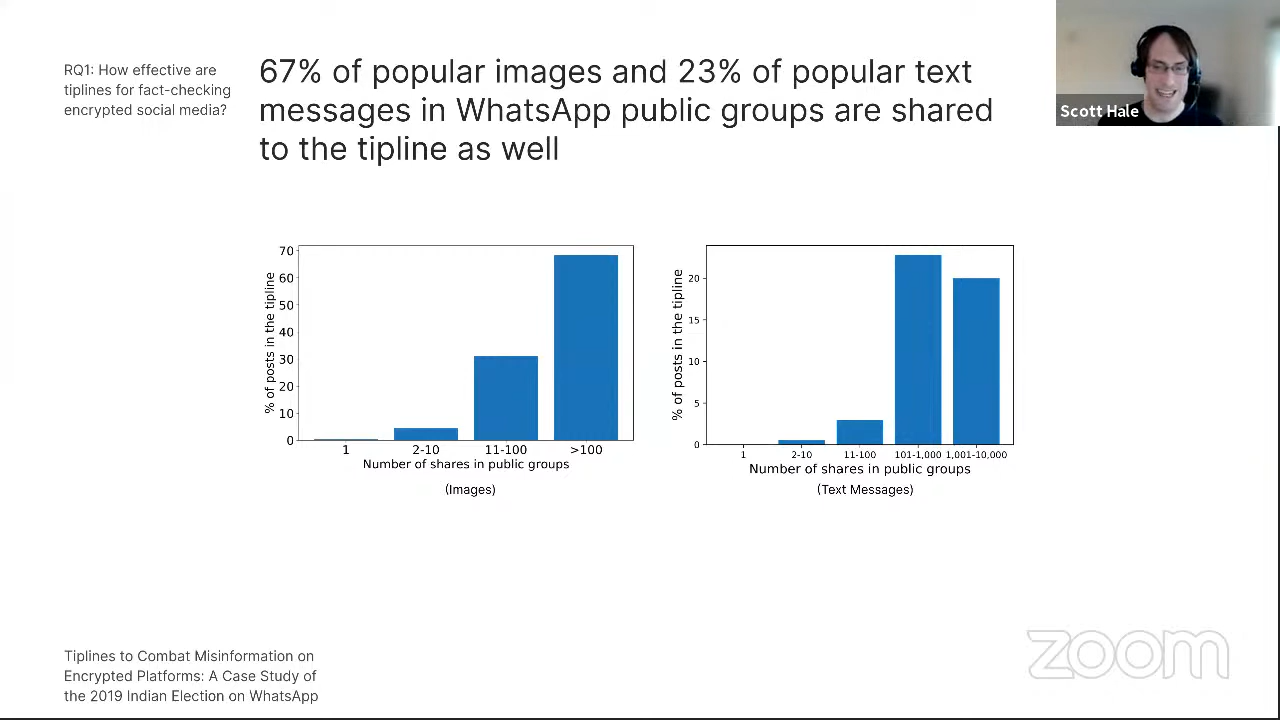 RQ1: How effective are
tiplines for fact-checking
encrypted social media?
67% of popular images and 23% of popular text
messages in WhatsApp public groups are shared
to the tipline as well
Scott Hale
% of posts in the tipline
70
60
50
40
30
20
10
0
1 2-10 11-100 >100
Number of shares in public groups
(Images)
% of posts in the tipline
20
15
10
5
0
1 2-10 11-100 101-1,000 1,001-10,000
Number of shares in public groups
(Text Messages)
Tiplines to Combat Misinformation on
Encrypted Platforms: A Case Study of
the 2019 Indian Election on WhatsApp
zoom